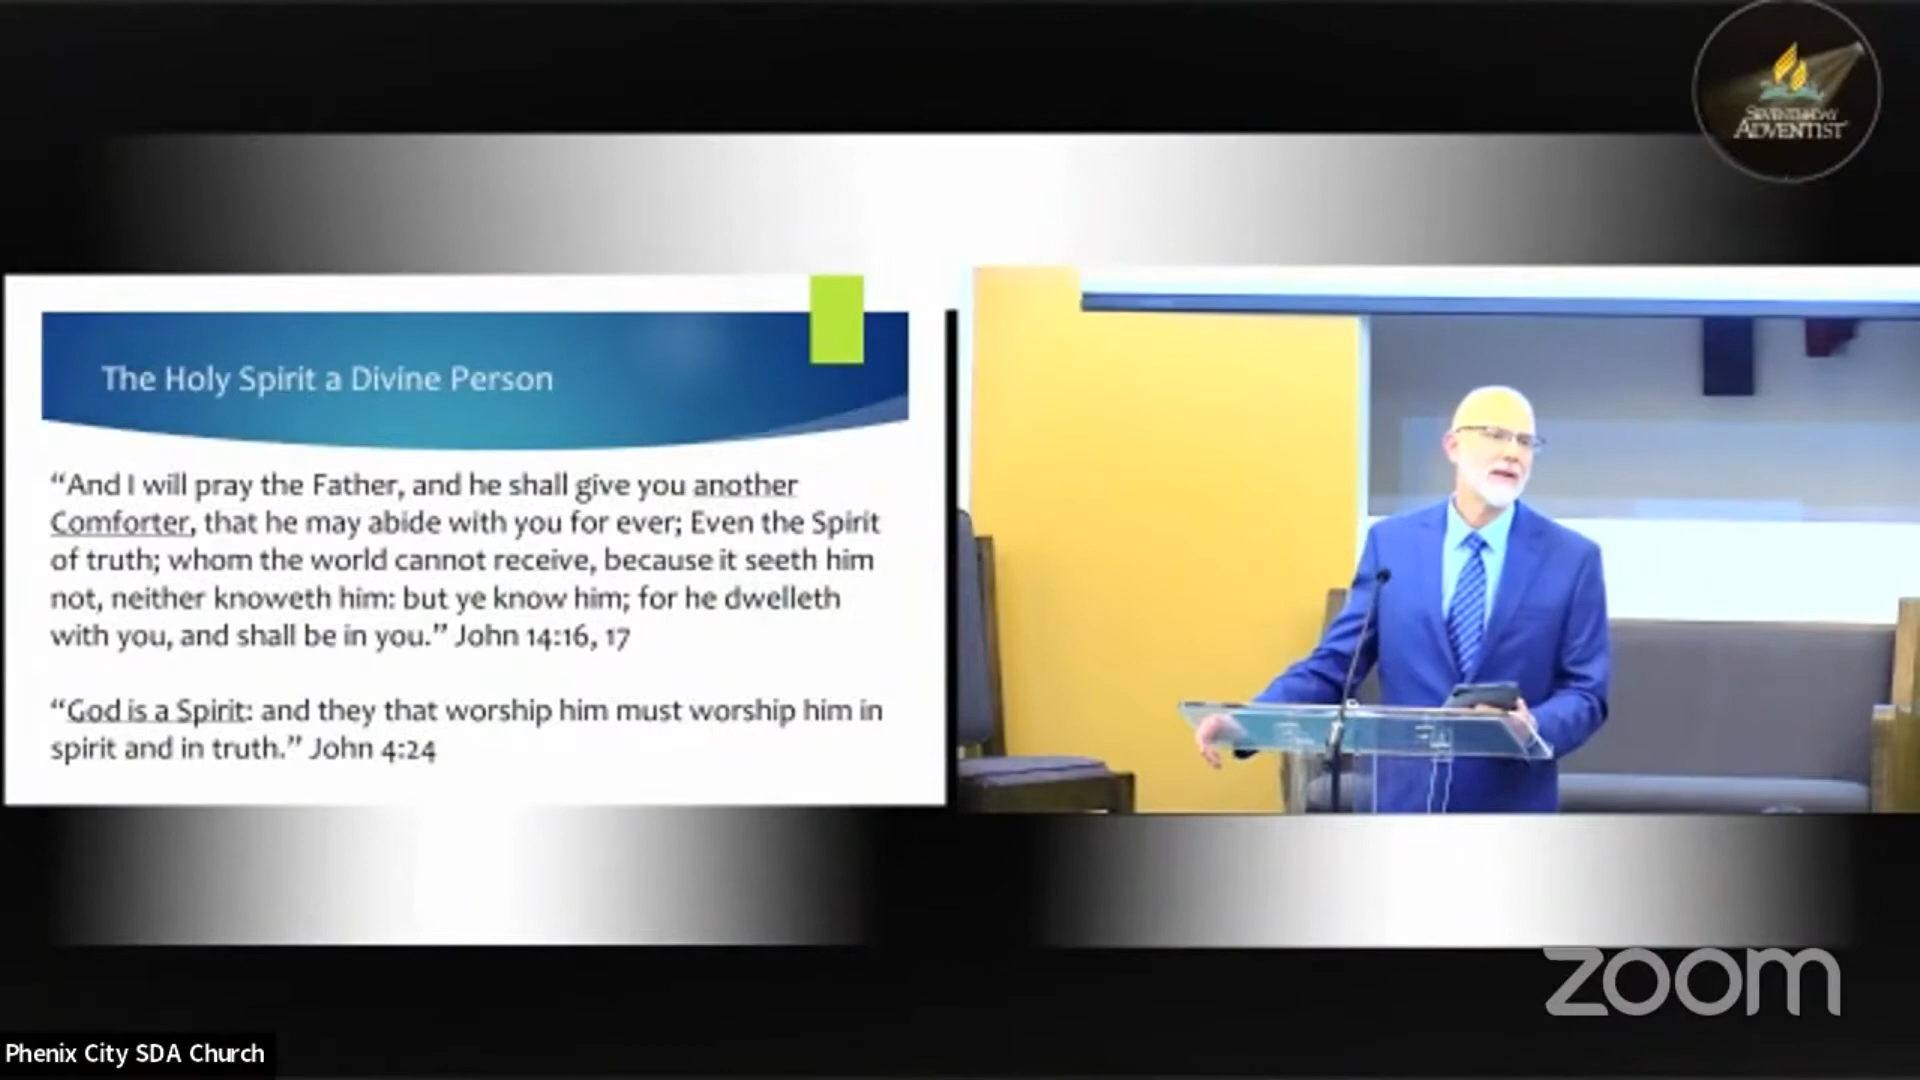 SEVENTH-DAY
ADVENTIST
The Holy Spirit a Divine Person
“And I will pray the Father, and he shall give you another
Comforter, that he may abide with you for ever; Even the Spirit
of truth; whom the world cannot receive, because it seeth him
not, neither knoweth him: but ye know him; for he dwelleth
with you, and shall be in you.” John 14:16, 17
“God is a Spirit: and they that worship him must worship him in
spirit and in truth.” John 4:24
zoom
Phenix City SDA Church